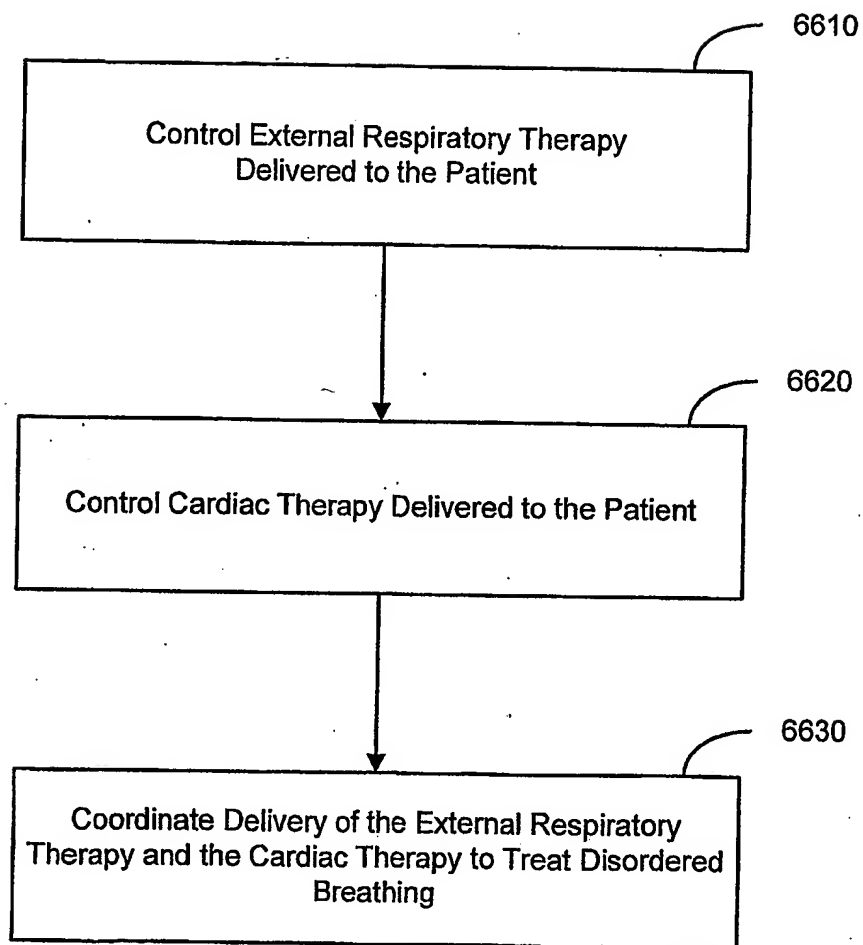 6610
Control External Respiratory Therapy
Delivered to the Patient
6620
Control Cardiac Therapy Delivered to the Patient
6630
Coordinate Delivery of the External Respiratory
Therapy and the Cardiac Therapy to Treat Disordered
Breathing